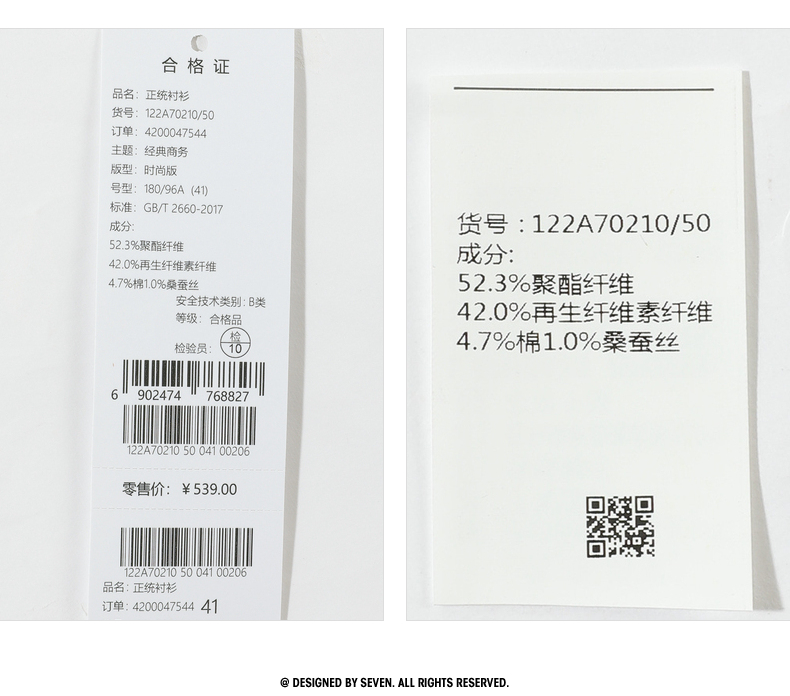 合格证
品名：正统衬衫
货号：122A70210/50
订单：4200047544
主题：经典商务
版型：时尚版
号型：180/96A (41)
标准：GB/T 2660-2017
成分：
52.3%聚酯纤维
42.0%再生纤维素纤维
4.7%棉1.0%桑蚕丝
安全技术类别：B类
等级：合格品
检验员：检 10
6 902474 768827
122A70210 50 041 00206
零售价：￥539.00
122A70210 50 041 00206
品名：正统衬衫
订单：4200047544 41
货号：122A70210/50
成分：
52.3%聚酯纤维
42.0%再生纤维素纤维
4.7%棉1.0%桑蚕丝
@ DESIGNED BY SEVEN. ALL RIGHTS RESERVED.